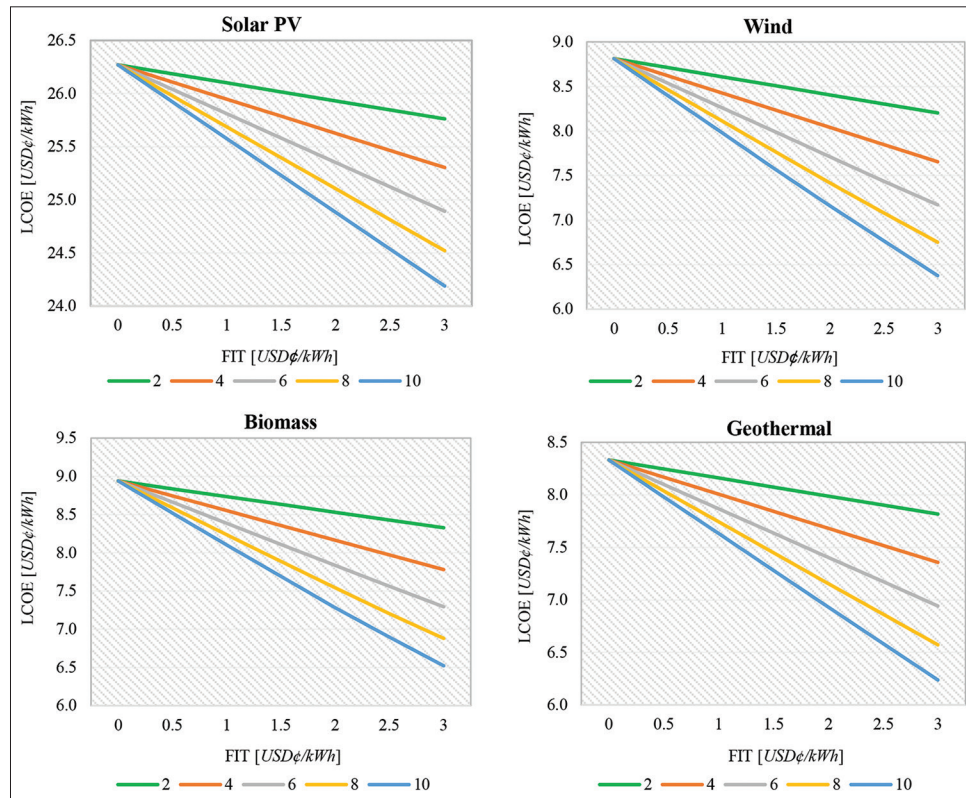 Solar PV
26.5
26.0
25.5
25.0
24.5
24.0
LCOE [USD¢/kWh]
0 0.5 1 1.5 2 2.5 3
FIT [USD₵/kWh]
2 4 6 8 10
Wind
9.0
8.5
8.0
7.5
7.0
6.5
6.0
LCOE [USD¢/kWh]
0 0.5 1 1.5 2 2.5 3
FIT [USD₵/kWh]
2 4 6 8 10
Biomass
9.5
9.0
8.5
8.0
7.5
7.0
6.5
6.0
LCOE [USD¢/kWh]
0 0.5 1 1.5 2 2.5 3
FIT [USD₵/kWh]
2 4 6 8 10
Geothermal
8.5
8.0
7.5
7.0
6.5
6.0
LCOE [USD¢/kWh]
0 0.5 1 1.5 2 2.5 3
FIT [USD₵/kWh]
2 4 6 8 10